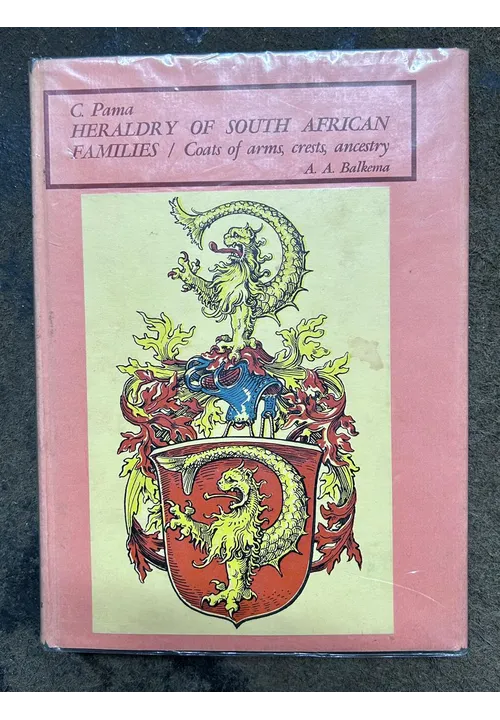 C. Pama
HERALDRY OF SOUTH AFRICAN
FAMILIES / Coats of arms, crests, ancestry
A. A. Balkema